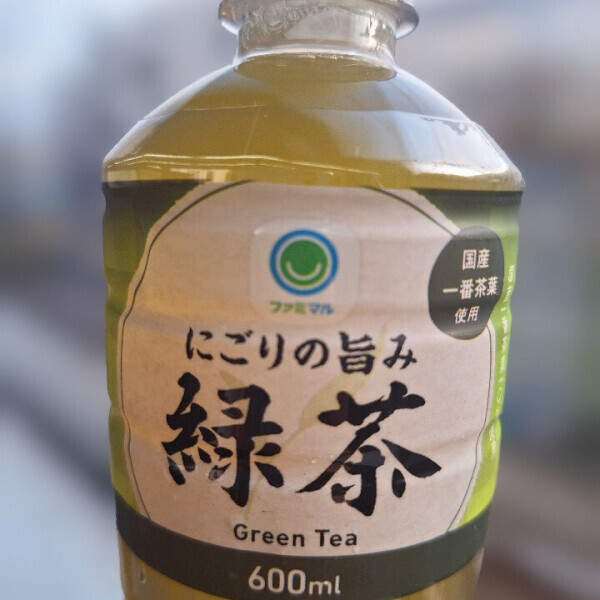 ファミマル
国産
一番茶葉
使用
にごりの旨み
緑茶
Green Tea
600ml